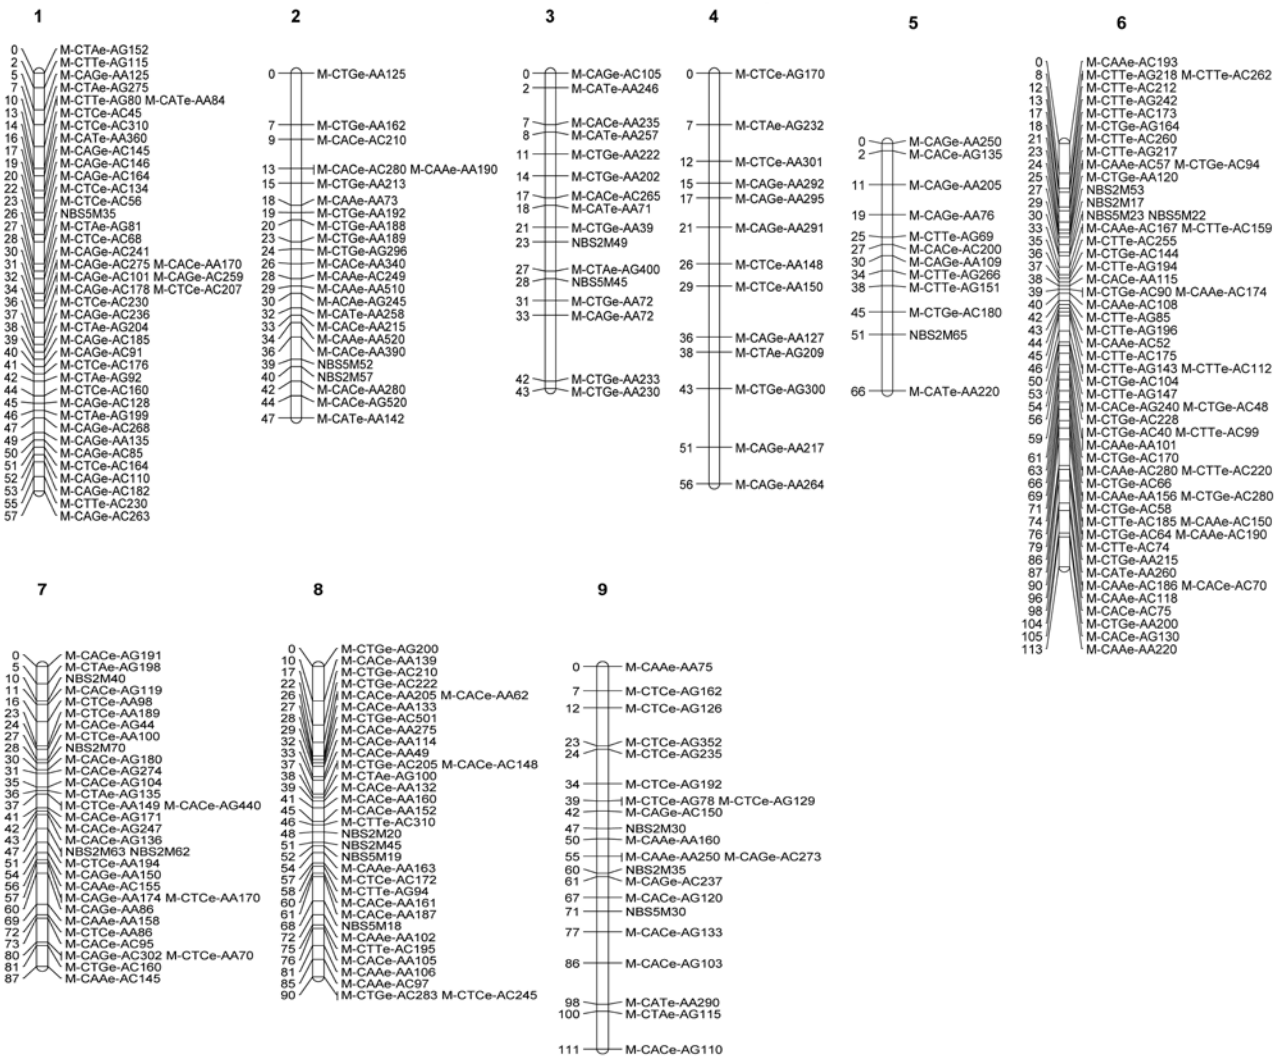 1
0 M-CTAe-AG152
2 M-CTTe-AG115
5 M-CAGe-AA125
7 M-CTAe-AG275
10 M-CTTe-AG80 M-CATe-AA84
13 M-CTCe-AC45
14 M-CTCe-AC310
16 M-CATe-AA360
17 M-CAGe-AC145
19 M-CAGe-AC146
20 M-CAGe-AC164
22 M-CTCe-AC134
23 M-CTCe-AC56
26 NBS5M35
27 M-CTAe-AG81
28 M-CTCe-AC68
30 M-CAGe-AC241
31 M-CAGe-AC275 M-CACe-AA170
32 M-CAGe-AC101 M-CAGe-AC259
34 M-CAGe-AC178 M-CTCe-AC207
36 M-CTCe-AC230
37 M-CAGe-AC236
38 M-CTAe-AG204
39 M-CAGe-AC185
40 M-CAGe-AC91
41 M-CTCe-AC176
42 M-CTAe-AG92
44 M-CTCe-AC160
45 M-CAGe-AC128
46 M-CTAe-AG199
47 M-CAGe-AC268
49 M-CAGe-AA135
50 M-CAGe-AC85
51 M-CTCe-AC164
52 M-CAGe-AC110
53 M-CAGe-AC182
55 M-CTTe-AC230
57 M-CAGe-AC263
2
0 M-CTGe-AA125
7 M-CTGe-AA162
9 M-CACe-AC210
13 M-CACe-AC280 M-CAAe-AA190
15 M-CTGe-AA213
18 M-CAAe-AA73
19 M-CTGe-AA192
20 M-CTGe-AA188
23 M-CTGe-AA189
24 M-CTGe-AG296
26 M-CACe-AA340
28 M-CAAe-AC249
29 M-CAAe-AA510
30 M-ACAe-AG245
32 M-CATe-AA258
33 M-CACe-AA215
34 M-CAAe-AA520
36 M-CACe-AA390
39 NBS5M52
40 NBS2M57
42 M-CACe-AA280
44 M-CACe-AG520
47 M-CATe-AA142
3
0 M-CAGe-AC105
2 M-CATe-AA246
7 M-CACe-AA235
8 M-CATe-AA257
11 M-CTGe-AA222
14 M-CTGe-AA202
17 M-CACe-AC265
18 M-CATe-AA71
21 M-CTGe-AA39
23 NBS2M49
27 M-CTAe-AG400
28 NBS5M45
31 M-CTGe-AA72
33 M-CAGe-AA72
42 M-CTGe-AA233
43 M-CTGe-AA230
4
0 M-CTCe-AG170
7 M-CTAe-AG232
12 M-CTCe-AA301
15 M-CAGe-AA292
17 M-CAGe-AA295
21 M-CAGe-AA291
26 M-CTCe-AA148
29 M-CTCe-AA150
36 M-CAGe-AA127
38 M-CTAe-AG209
43 M-CTGe-AG300
51 M-CAGe-AA217
56 M-CAGe-AA264
5
0 M-CAGe-AA250
2 M-CACe-AG135
11 M-CAGe-AA205
19 M-CAGe-AA76
25 M-CTTe-AG69
27 M-CACe-AC200
30 M-CAGe-AA109
34 M-CTTe-AG266
38 M-CTTe-AG151
45 M-CTGe-AC180
51 NBS2M65
66 M-CATe-AA220
6
0 M-CAAe-AC193
8 M-CTTe-AG218 M-CTTe-AC262
12 M-CTTe-AC212
13 M-CTTe-AG242
17 M-CTTe-AC173
18 M-CTGe-AG164
21 M-CTTe-AC260
23 M-CTTe-AG217
24 M-CAAe-AC57 M-CTGe-AC94
25 M-CTGe-AA120
27 NBS2M53
29 NBS2M17
30 NBS5M23 NBS5M22
33 M-CAAe-AC167 M-CTTe-AC159
35 M-CTTe-AC255
36 M-CTGe-AC144
37 M-CTTe-AG194
38 M-CACe-AA115
39 M-CTGe-AC90 M-CAAe-AC174
40 M-CAAe-AC108
42 M-CTTe-AG85
43 M-CTTe-AG196
44 M-CAAe-AC52
45 M-CTTe-AC175
46 M-CTTe-AG143 M-CTTe-AC112
50 M-CTGe-AC104
53 M-CTTe-AG147
54 M-CACe-AG240 M-CTGe-AC48
56 M-CTGe-AC228
59 M-CTGe-AC40 M-CTTe-AC99
M-CAAe-AA101
61 M-CTGe-AC170
63 M-CAAe-AC280 M-CTTe-AC220
66 M-CTGe-AC66
69 M-CAAe-AA156 M-CTGe-AC280
71 M-CTGe-AC58
74 M-CTTe-AC185 M-CAAe-AC150
76 M-CTGe-AC64 M-CAAe-AC190
79 M-CTTe-AC74
86 M-CTGe-AA215
87 M-CATe-AA260
90 M-CAAe-AC186 M-CACe-AC70
96 M-CAAe-AC118
98 M-CACe-AC75
104 M-CTGe-AA200
105 M-CACe-AG130
113 M-CAAe-AA220
7
0 M-CACe-AG191
5 M-CTAe-AG198
10 NBS2M40
11 M-CACe-AG119
16 M-CTCe-AA98
23 M-CTCe-AA189
24 M-CACe-AG44
27 M-CTCe-AA100
28 NBS2M70
30 M-CACe-AG180
31 M-CACe-AG274
35 M-CACe-AG104
36 M-CTAe-AG135
37 M-CTCe-AA149 M-CACe-AG440
41 M-CACe-AG171
42 M-CACe-AG247
43 M-CACe-AG136
47 NBS2M63 NBS2M62
51 M-CTCe-AA194
54 M-CAGe-AA150
56 M-CAAe-AC155
57 M-CAGe-AA174 M-CTCe-AA170
60 M-CAGe-AA86
69 M-CAAe-AA158
72 M-CTCe-AA86
73 M-CACe-AC95
80 M-CAGe-AC302 M-CTCe-AA70
81 M-CTGe-AC160
87 M-CAAe-AC145
8
0 M-CTGe-AG200
10 M-CACe-AA139
17 M-CTGe-AC210
22 M-CTGe-AC222
26 M-CACe-AA205 M-CACe-AA62
27 M-CACe-AA133
28 M-CTGe-AC501
29 M-CACe-AA275
32 M-CACe-AA114
33 M-CACe-AA49
37 M-CTGe-AC205 M-CACe-AC148
38 M-CTAe-AG100
39 M-CACe-AA132
41 M-CACe-AA160
45 M-CACe-AA152
46 M-CTTe-AC310
48 NBS2M20
51 NBS2M45
52 NBS5M19
54 M-CAAe-AA163
57 M-CTCe-AC172
58 M-CTTe-AG94
60 M-CACe-AA161
61 M-CACe-AA187
68 NBS5M18
72 M-CAAe-AA102
75 M-CTTe-AC195
76 M-CACe-AA105
81 M-CAAe-AA106
85 M-CAAe-AC97
90 M-CTGe-AC283 M-CTCe-AC245
9
0 M-CAAe-AA75
7 M-CTCe-AG162
12 M-CTCe-AG126
23 M-CTCe-AG352
24 M-CTCe-AG235
34 M-CTCe-AG192
39 M-CTCe-AG78 M-CTCe-AG129
42 M-CAGe-AC150
47 NBS2M30
50 M-CAAe-AA160
55 M-CAAe-AA250 M-CAGe-AC273
60 NBS2M35
61 M-CAGe-AC237
67 M-CACe-AG120
71 NBS5M30
77 M-CACe-AG133
86 M-CACe-AG103
98 M-CATe-AA290
100 M-CTAe-AG115
111 M-CACe-AG110